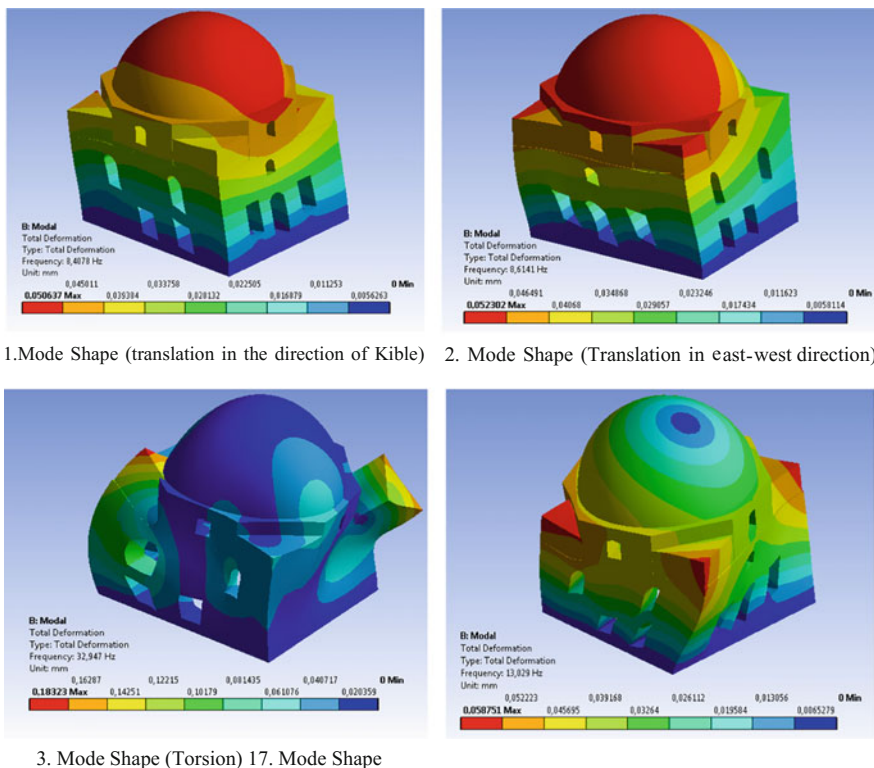 B: Modal
Total Deformation
Type: Total Deformation
Frequency: 8,4078 Hz
Unit: mm
0,045011 0,033758 0,022505 0,011253 0 Min
0,050637 Max 0,039384 0,028132 0,016879 0,0056263
B: Modal
Total Deformation
Type: Total Deformation
Frequency: 8,6141 Hz
Unit: mm
0,046491 0,034868 0,023246 0,011623 0 Min
0,052302 Max 0,04068 0,029057 0,017434 0,0058114
1.Mode Shape (translation in the direction of Kible)
2. Mode Shape (Translation in east-west direction)
B: Modal
Total Deformation
Type: Total Deformation
Frequency: 32,947 Hz
Unit: mm
0,16287 0,12215 0,081435 0,040717 0 Min
0,18323 Max 0,14251 0,10179 0,061076 0,020359
B: Modal
Total Deformation
Type: Total Deformation
Frequency: 13,029 Hz
Unit: mm
0,052223 0,039168 0,026112 0,013056 0 Min
0,058751 Max 0,045695 0,03264 0,019584 0,0065279
3. Mode Shape (Torsion) 17. Mode Shape